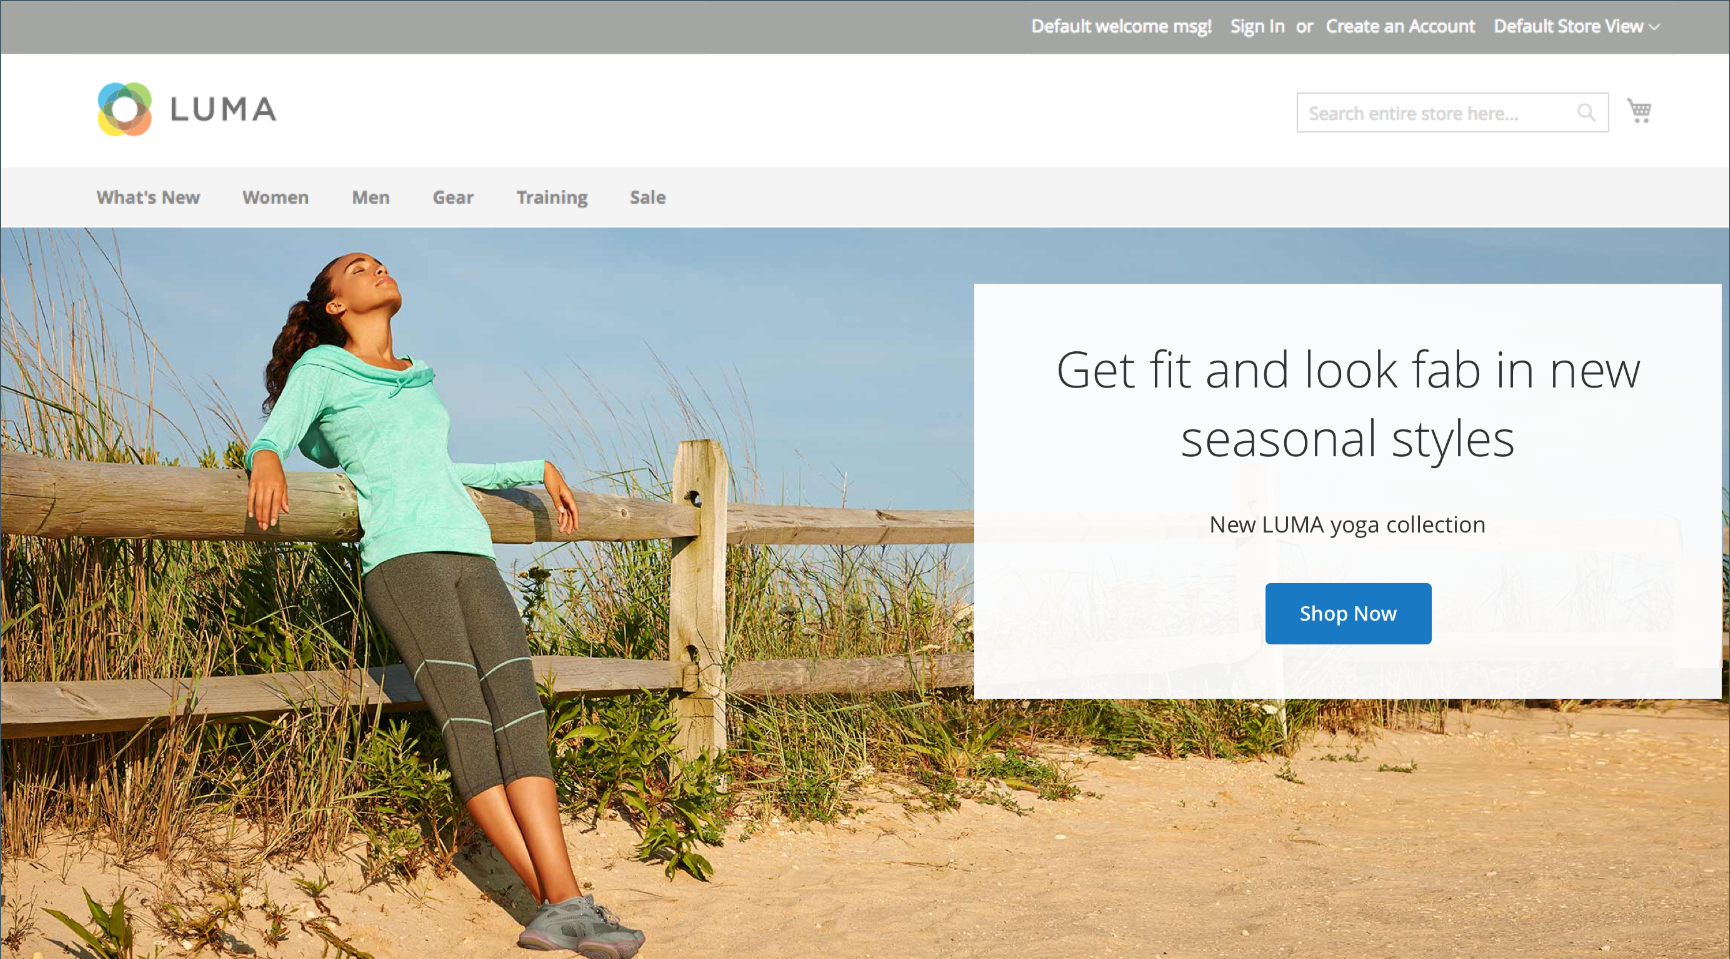 Default welcome msg! Sign In or Create an Account Default Store View
LUMA
Search entire store here...
What's New Women Men Gear Training Sale
Get fit and look fab in new
seasonal styles
New LUMA yoga collection
Shop Now